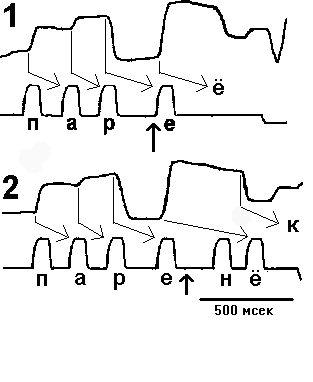 1
ё
п а р е
2
к
п а р е н ё
500 мсек